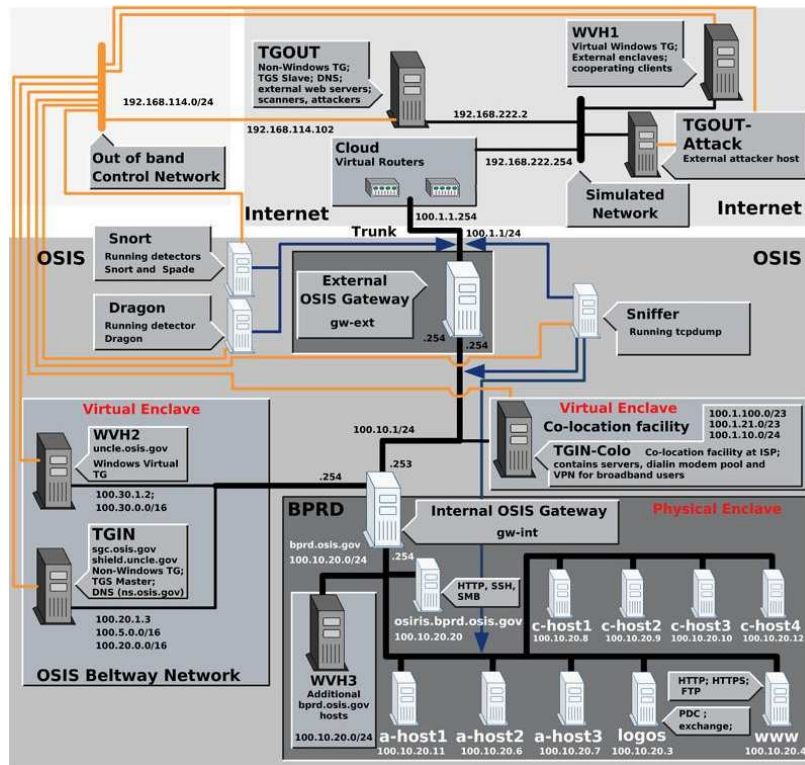 TGOUT
Non-Windows TG;
TGS Slave; DNS;
external web servers;
scanners, attackers
WVH1
Virtual Windows TG;
External enclaves;
cooperating clients
192.168.114.0/24
192.168.114.102
192.168.222.2
Out of band
Control Network
Cloud
Virtual Routers
192.168.222.254
TGOUT-
Attack
External attacker host
Simulated
Network
Internet
Internet
100.1.1.254
Trunk
100.1.1/24
OSIS
OSIS
Snort
Running detectors
Snort and Spade
Dragon
Running detector
Dragon
External
OSIS Gateway
gw-ext
.254
.254
Sniffer
Running tcpdump
Virtual Enclave
WVH2
uncle.osis.gov
Windows Virtual
TG
100.30.1.2;
100.30.0.0/16
TGIN
sgc.osis.gov
shield.uncle.gov
Non-Windows TG;
TGS Master;
DNS (ns.osis.gov)
100.20.1.3
100.5.0.0/16
100.20.0.0/16
OSIS Beltway Network
100.10.1/24
.254
.253
Virtual Enclave
Co-location facility
100.1.100.0/23
100.1.21.0/23
100.1.10.0/24
TGIN-Colo Co-location facility at ISP;
contains servers, dialin modem pool and
VPN for broadband users
BPRD
Physical Enclave
Internal OSIS Gateway
gw-int
bprd.osis.gov
100.10.20.0/24
.254
HTTP, SSH,
SMB
osiris.bprd.osis.gov
100.10.20.20
WVH3
Additional
bprd.osis.gov
hosts
100.10.20.0/24
c-host1
100.10.20.8
c-host2
100.10.20.9
c-host3
100.10.20.10
c-host4
100.10.20.12
HTTP; HTTPS;
FTP
PDC ;
exchange;
a-host1
100.10.20.11
a-host2
100.10.20.6
a-host3
100.10.20.7
logos
100.10.20.3
www
100.10.20.4